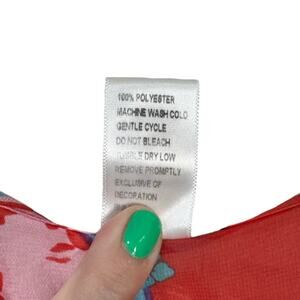 100% POLYESTER
MACHINE WASH COLD
GENTLE CYCLE
DO NOT BLEACH
TUMBLE DRY LOW
REMOVE PROMPTLY
EXCLUSIVE OF
DECORATION